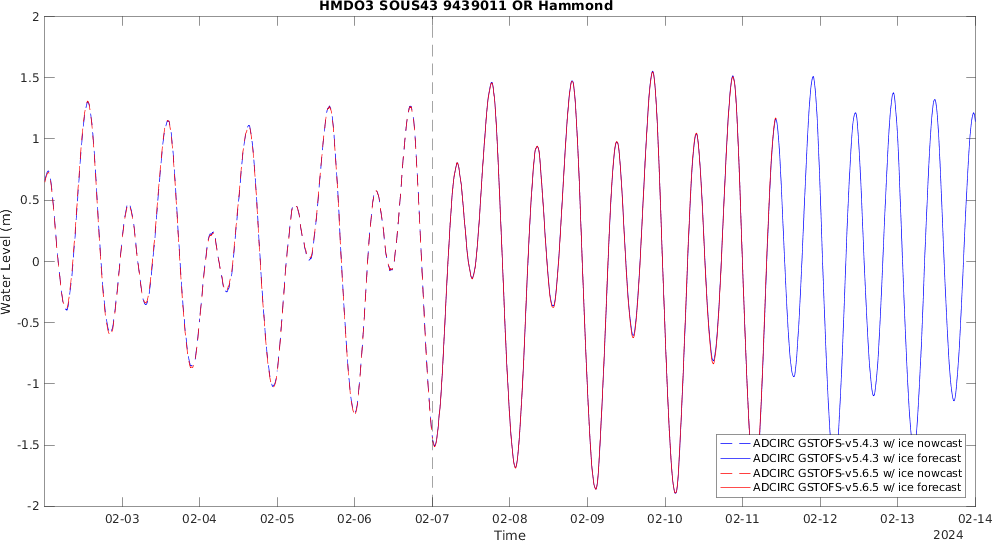 HMDO3 SOUS43 9439011 OR Hammond
2
1.5
1
0.5
0
-0.5
-1
-1.5
-2
Water Level (m)
02-03 02-04 02-05 02-06 02-07 02-08 02-09 02-10 02-11 02-12 02-13 02-14
Time
2024
ADCIRC GSTOFS-v5.4.3 w/ ice nowcast
ADCIRC GSTOFS-v5.4.3 w/ ice forecast
ADCIRC GSTOFS-v5.6.5 w/ ice nowcast
ADCIRC GSTOFS-v5.6.5 w/ ice forecast